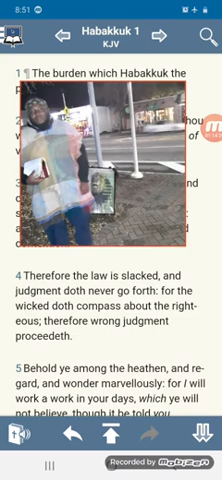 8:51
Habakkuk 1
KJV
1 ¶ The burden which Habakkuk the
2
hou
of
3
nd
4 Therefore the law is slacked, and
judgment doth never go forth: for the
wicked doth compass about the right-
eous; therefore wrong judgment
proceedeth.
5 Behold ye among the heathen, and re-
gard, and wonder marvellously: for I will
work a work in your days, which ye will
not believe, though it be told you.
Recorded by mobizen